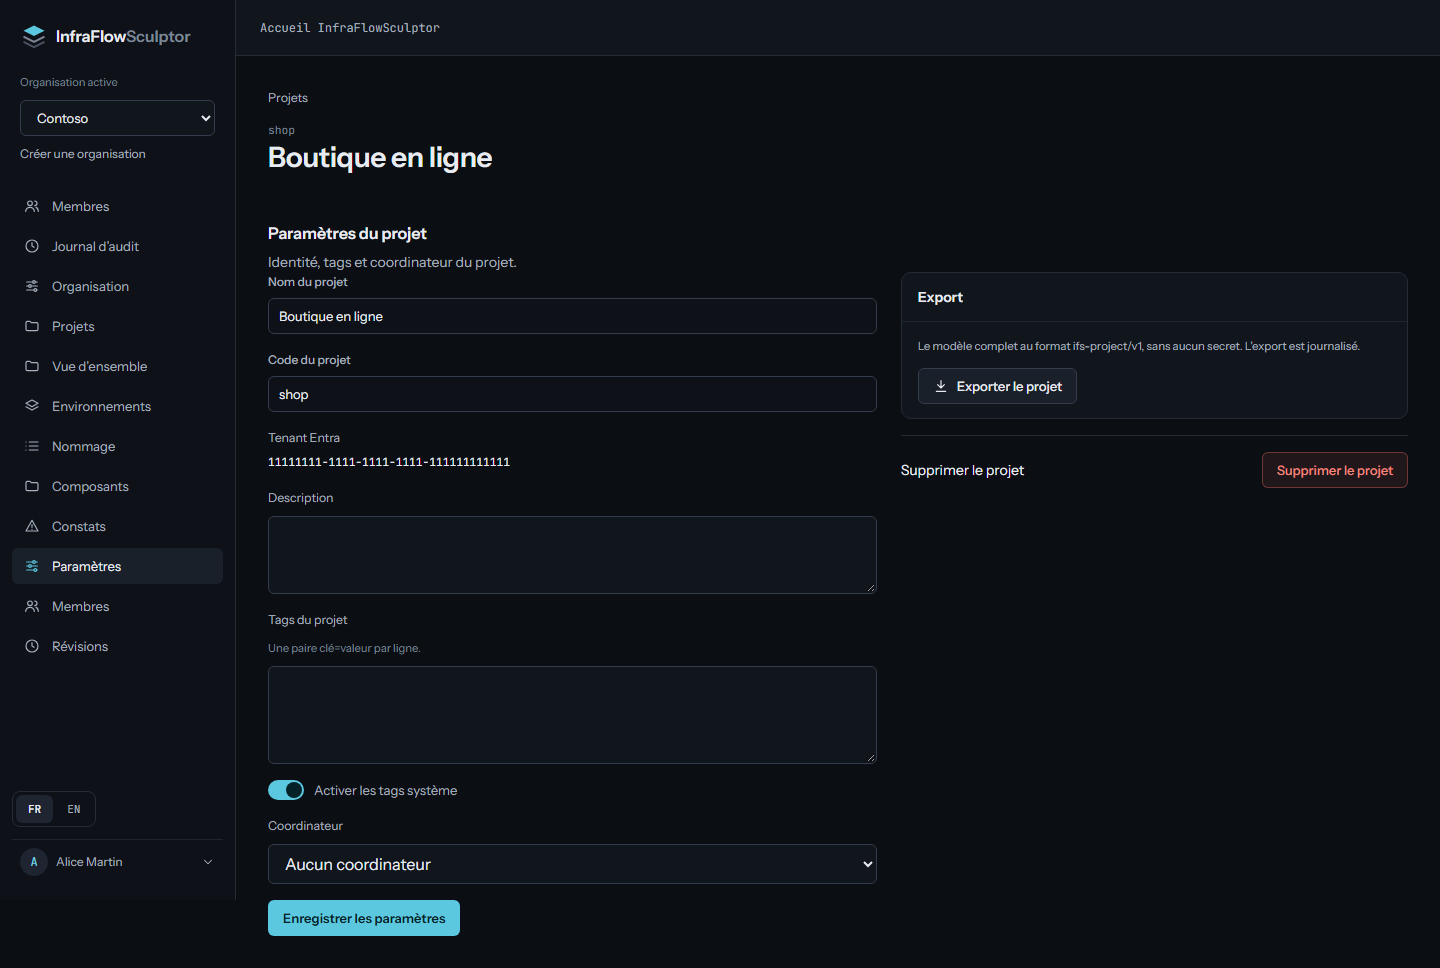 InfraFlowSculptor
Organisation active
Contoso
Créer une organisation
Membres
Journal d'audit
Organisation
Projets
Vue d'ensemble
Environnements
Nommage
Composants
Constats
Paramètres
Membres
Révisions
FR EN
A Alice Martin
Accueil InfraFlowSculptor
Projets
shop
Boutique en ligne
Paramètres du projet
Identité, tags et coordinateur du projet.
Nom du projet
Boutique en ligne
Code du projet
shop
Tenant Entra
11111111-1111-1111-1111-111111111111
Description
Tags du projet
Une paire clé=valeur par ligne.
Activer les tags système
Coordinateur
Aucun coordinateur
Enregistrer les paramètres
Export
Le modèle complet au format ifs-project/v1, sans aucun secret. L'export est journalisé.
Exporter le projet
Supprimer le projet
Supprimer le projet